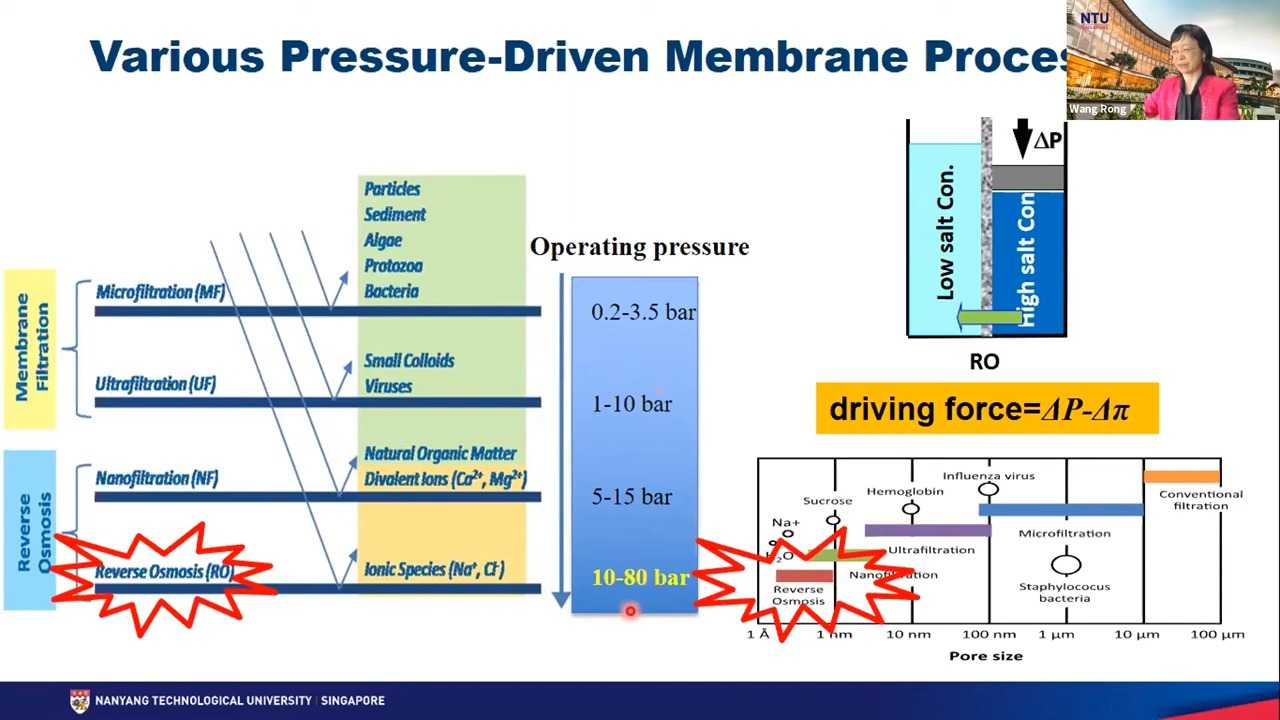 Various Pressure-Driven Membrane Proces
NTU
SINGAPORE
Wang Rong
Membrane
Filtration
Reverse
Osmosis
Microfiltration (MF)
Ultrafiltration (UF)
Nanofiltration (NF)
Reverse Osmosis (RO)
Particles
Sediment
Algae
Protozoa
Bacteria
Small Colloids
Viruses
Natural Organic Matter
Divalent Ions (Ca²⁺, Mg²⁺)
Ionic Species (Na⁺, Cl⁻)
Operating pressure
0.2-3.5 bar
1-10 bar
5-15 bar
10-80 bar
ΔP
Low salt Con.
High salt Con
RO
driving force=ΔP-Δπ
Influenza virus
Hemoglobin
Sucrose
Na+
H₂O
Conventional
filtration
Microfiltration
Ultrafiltration
Nanofiltration
Reverse
Osmosis
Staphylococus
bacteria
1 Å
1 nm
10 nm
100 nm
1 μm
10 μm
100 μm
Pore size
NANYANG TECHNOLOGICAL UNIVERSITY | SINGAPORE